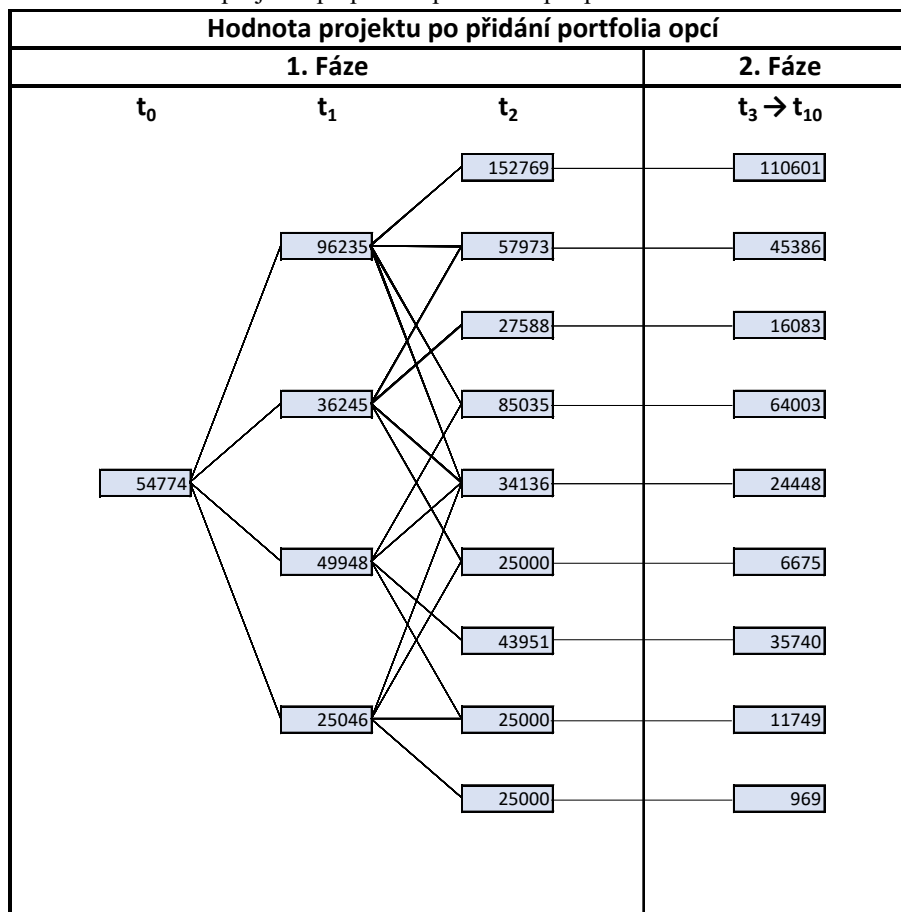 Hodnota projektu po přidání portfolia opcí
1. Fáze 2. Fáze
t0 t1 t2 t3 → t10
152769 110601
96235 57973 45386
27588 16083
36245 85035 64003
54774 34136 24448
49948 25000 6675
43951 35740
25046 25000 11749
25000 969